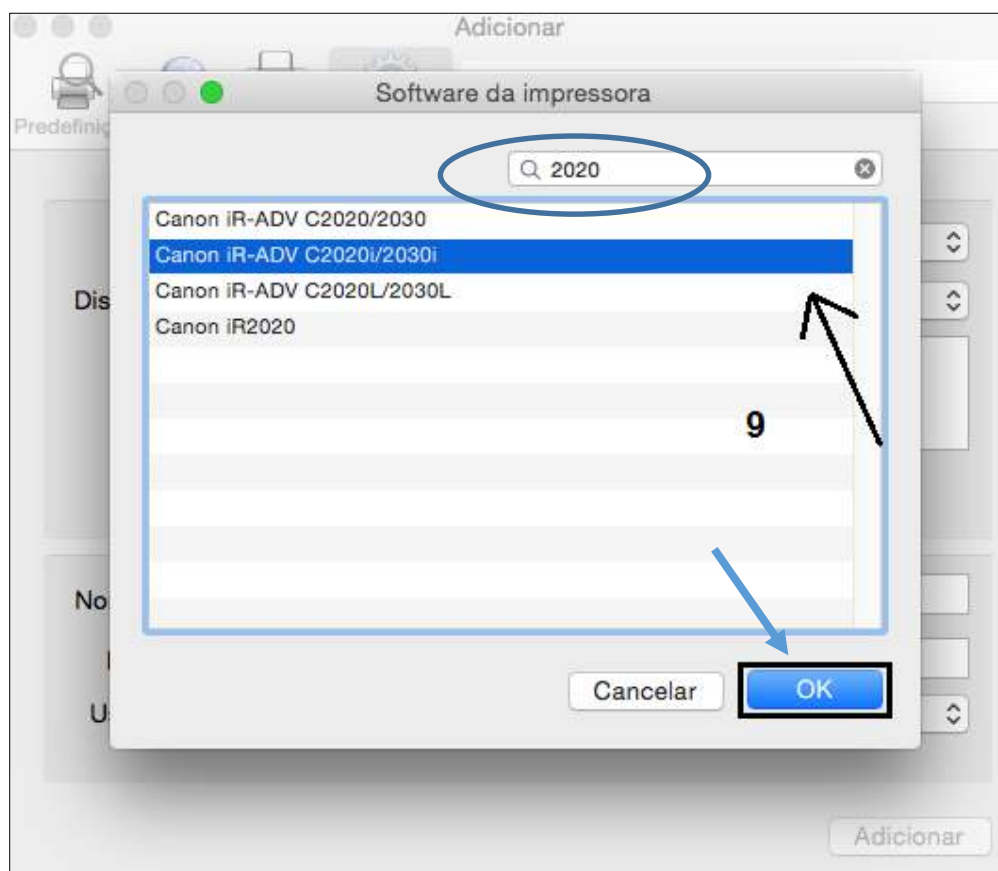 Adicionar
Software da impressora
2020
Canon iR-ADV C2020/2030
Canon iR-ADV C2020i/2030i
Canon iR-ADV C2020L/2030L
Canon iR2020
9
Cancelar
OK
Adicionar